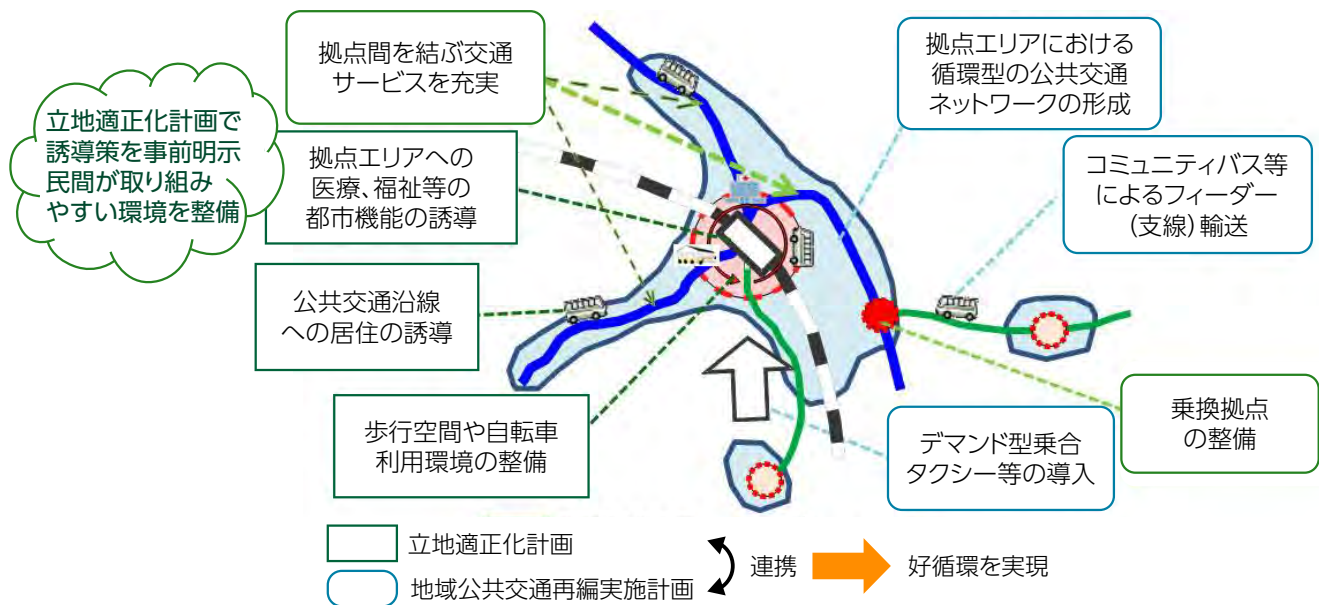 立地適正化計画で
誘導策を事前明示
民間が取り組み
やすい環境を整備
拠点間を結ぶ交通
サービスを充実
拠点エリアへの
医療、福祉等の
都市機能の誘導
公共交通沿線
への居住の誘導
歩行空間や自転車
利用環境の整備
拠点エリアにおける
循環型の公共交通
ネットワークの形成
コミュニティバス等
によるフィーダー
(支線)輸送
乗換拠点
の整備
デマンド型乗合
タクシー等の導入
立地適正化計画
地域公共交通再編実施計画
連携
好循環を実現